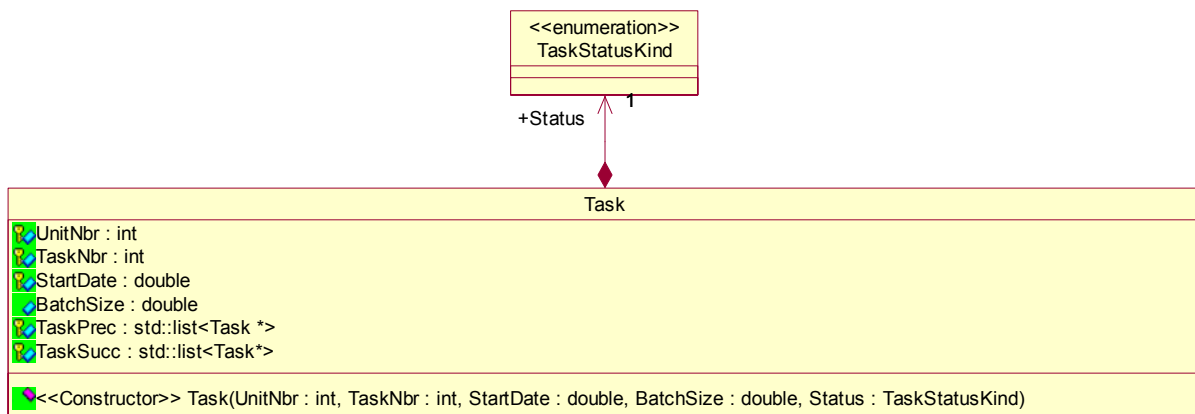 <<enumeration>>
TaskStatusKind
1
+Status
Task
UnitNbr : int
TaskNbr : int
StartDate : double
BatchSize : double
TaskPrec : std::list<Task *>
TaskSucc : std::list<Task*>
<<Constructor>> Task(UnitNbr : int, TaskNbr : int, StartDate : double, BatchSize : double, Status : TaskStatusKind)